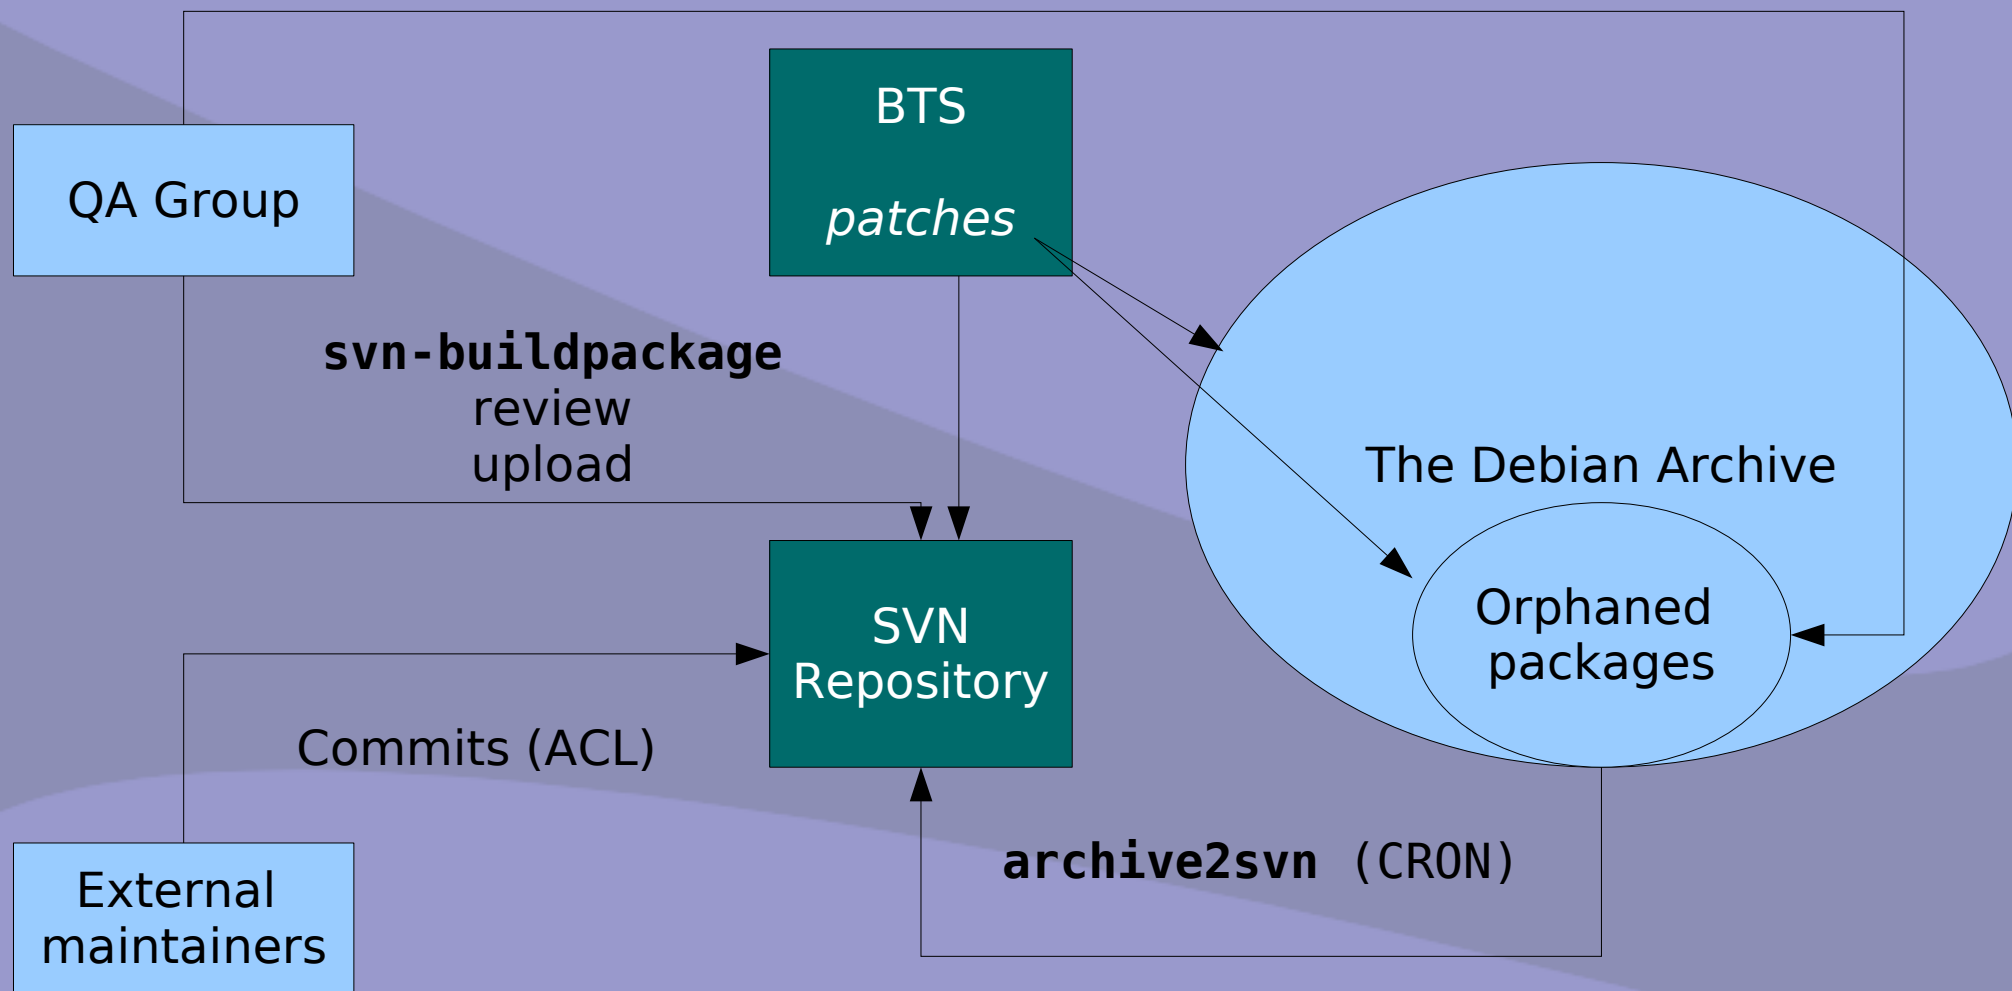 BTS
patches
QA Group
svn-buildpackage
review
upload
The Debian Archive
Orphaned
packages
SVN
Repository
Commits (ACL)
archive2svn (CRON)
External
maintainers